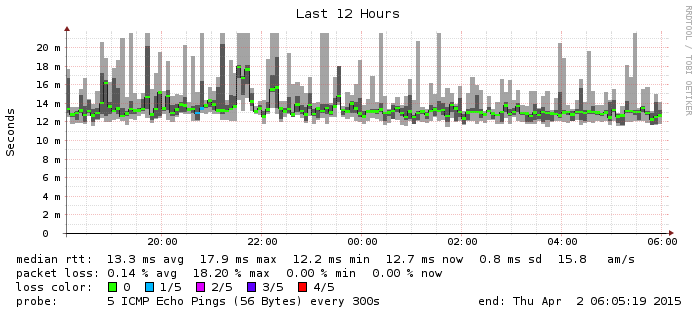 Last 12 Hours
RRDTOOL / TOBI OETIKER
Seconds
20 m
18 m
16 m
14 m
12 m
10 m
8 m
6 m
4 m
2 m
0
20:00 22:00 00:00 02:00 04:00 06:00
median rtt: 13.3 ms avg 17.9 ms max 12.2 ms min 12.7 ms now 0.8 ms sd 15.8 am/s
packet loss: 0.14 % avg 18.20 % max 0.00 % min 0.00 % now
loss color: 0 1/5 2/5 3/5 4/5
probe: 5 ICMP Echo Pings (56 Bytes) every 300s end: Thu Apr 2 06:05:19 2015